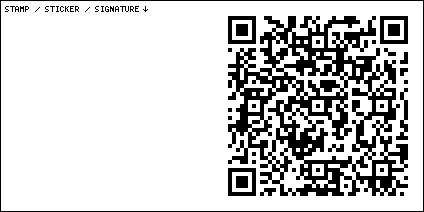 STAMP / STICKER / SIGNATURE ↓